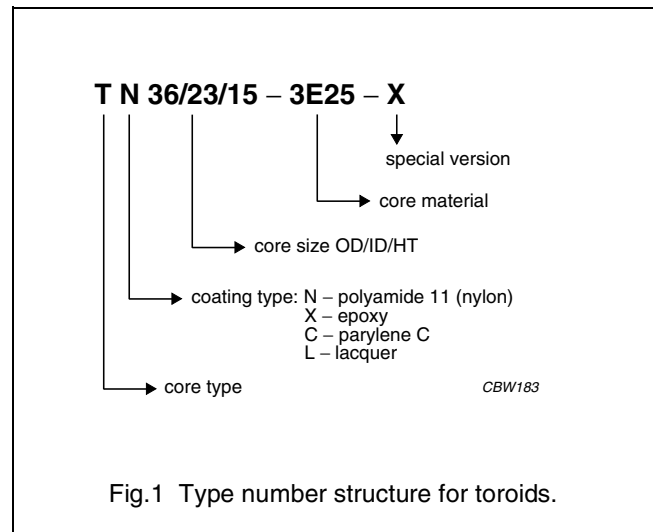 T N 36/23/15 – 3E25 – X
special version
core material
core size OD/ID/HT
coating type: N – polyamide 11 (nylon)
X – epoxy
C – parylene C
L – lacquer
core type
CBW183
Fig.1 Type number structure for toroids.